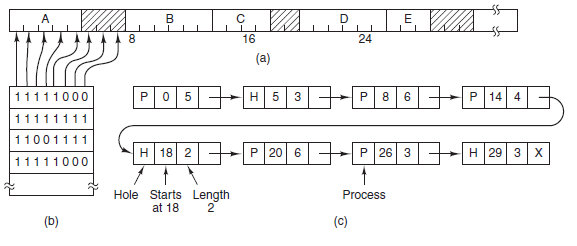 A B C D E
8 16 24
(a)
11111000
11111111
11001111
11111000
(b)
P 0 5 H 5 3 P 8 6 P 14 4
H 18 2 P 20 6 P 26 3 H 29 3 X
Hole Starts at 18 Length 2 Process
(c)